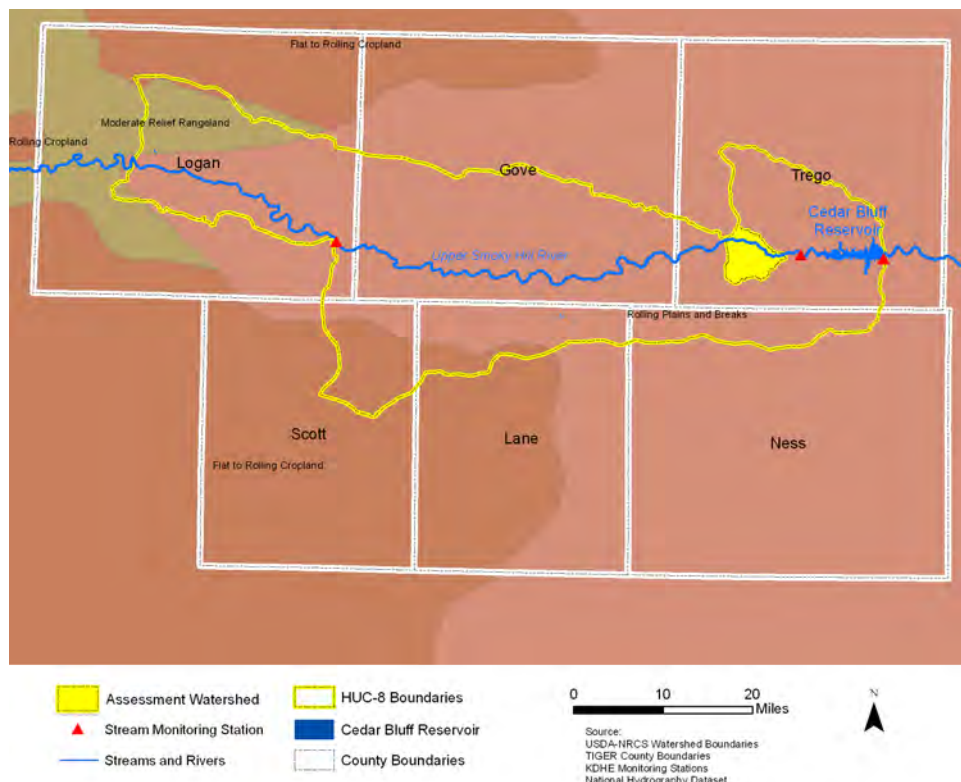 Flat to Rolling Cropland
Moderate Relief Rangeland
Rolling Cropland
Logan
Gove
Trego
Cedar Bluff
Reservoir
Upper Smoky Hill River
Rolling Plains and Breaks
Scott
Lane
Ness
Flat to Rolling Cropland
Assessment Watershed
HUC-8 Boundaries
Stream Monitoring Station
Cedar Bluff Reservoir
Streams and Rivers
County Boundaries
0 10 20
Miles
N
Source:
USDA-NRCS Watershed Boundaries
TIGER County Boundaries
KDHE Monitoring Stations
National Hydrography Dataset